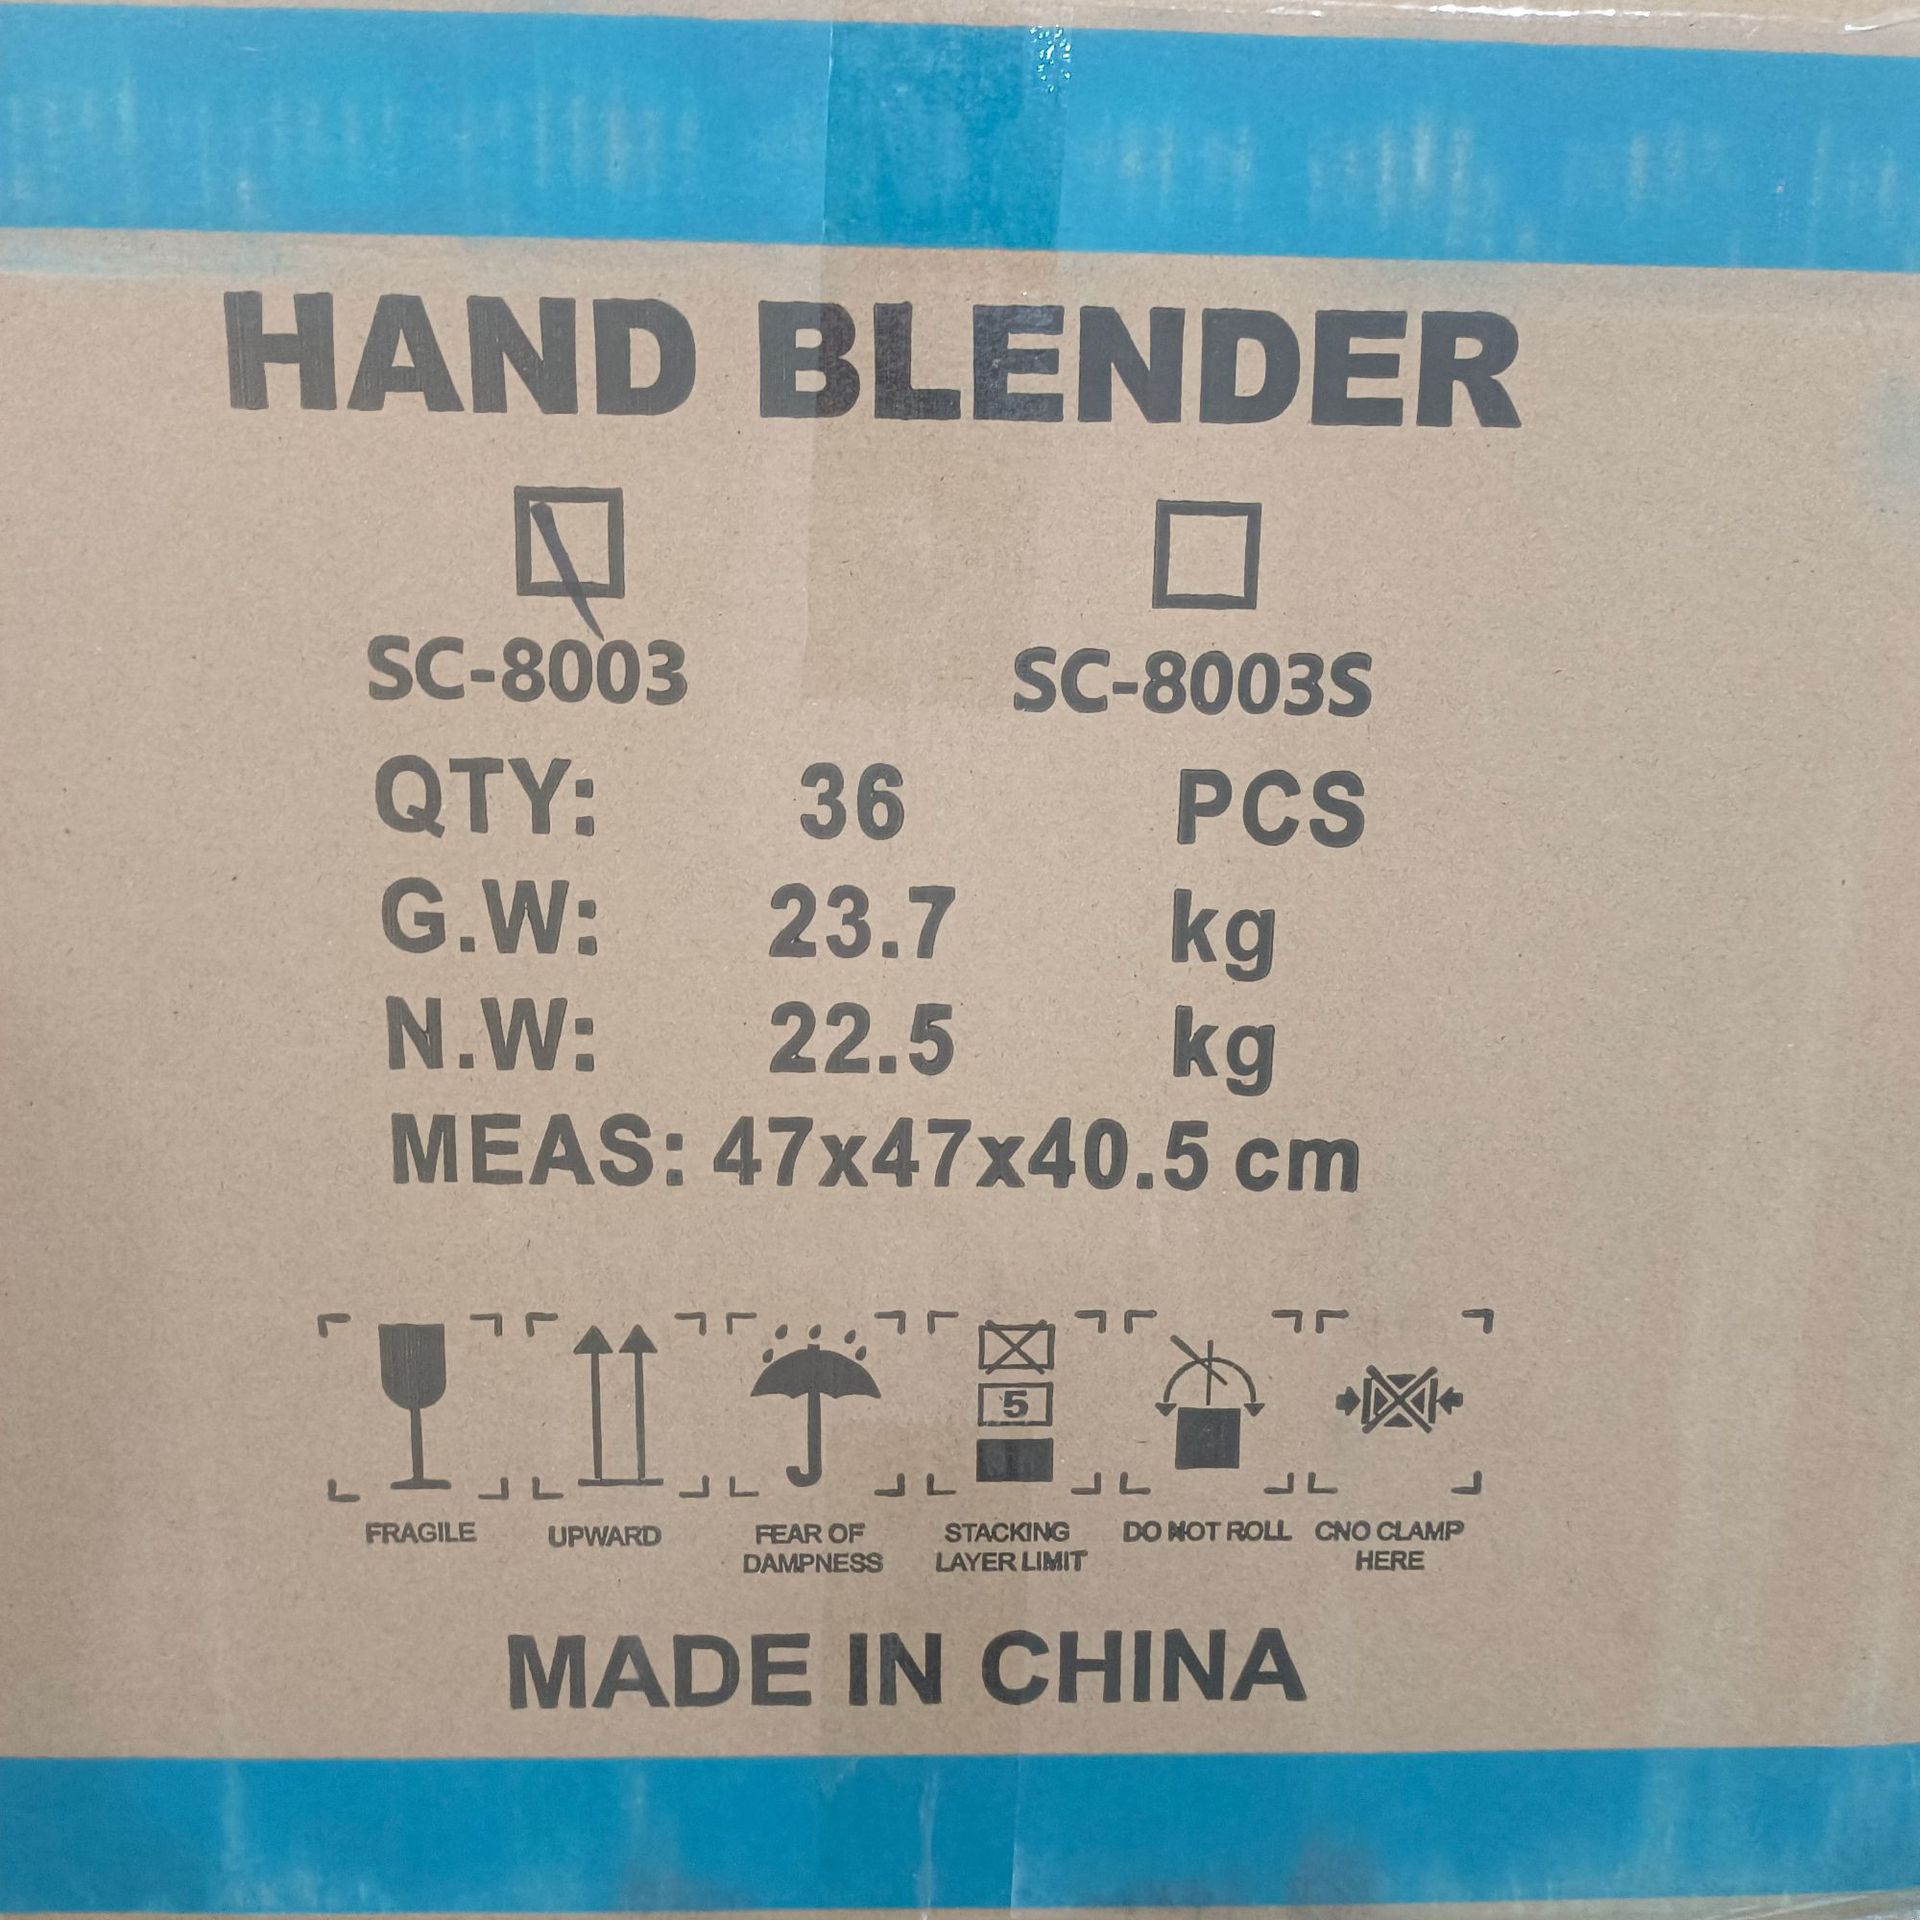 HAND BLENDER
SC-8003 SC-8003S
QTY: 36 PCS
G.W: 23.7 kg
N.W: 22.5 kg
MEAS: 47x47x40.5 cm
5
FRAGILE UPWARD FEAR OF STACKING DO NOT ROLL CNO CLAMP
DAMPNESS LAYER LIMIT HERE
MADE IN CHINA